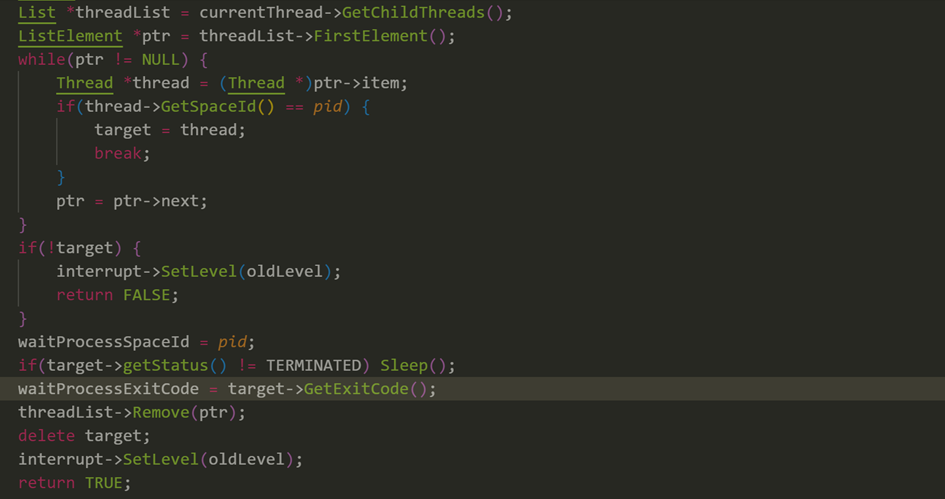 List *threadList = currentThread->GetChildThreads();
ListElement *ptr = threadList->FirstElement();
while(ptr != NULL) {
    Thread *thread = (Thread *)ptr->item;
    if(thread->GetSpaceId() == pid) {
        target = thread;
        break;
    }
    ptr = ptr->next;
}
if(!target) {
    interrupt->SetLevel(oldLevel);
    return FALSE;
}
waitProcessSpaceId = pid;
if(target->getStatus() != TERMINATED) Sleep();
waitProcessExitCode = target->GetExitCode();
threadList->Remove(ptr);
delete target;
interrupt->SetLevel(oldLevel);
return TRUE;